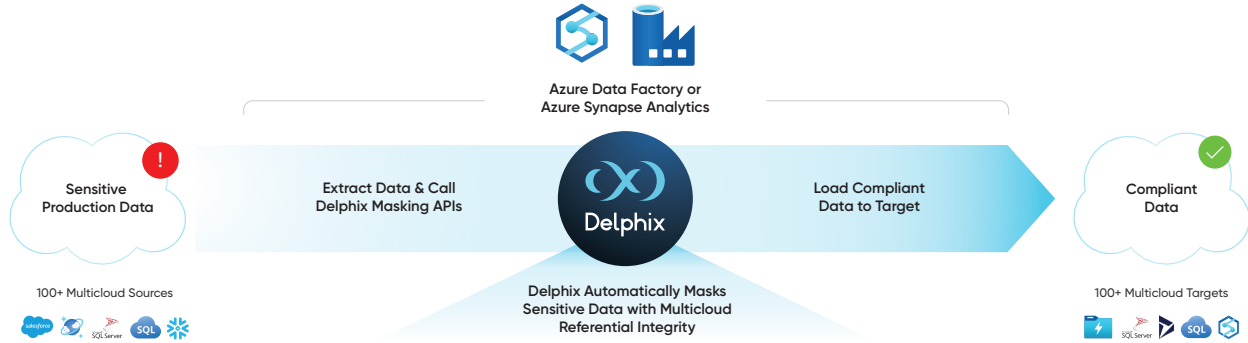 Azure Data Factory or
Azure Synapse Analytics
Sensitive
Production Data
!
Extract Data & Call
Delphix Masking APIs
Delphix
Load Compliant
Data to Target
Compliant
Data
100+ Multicloud Sources
salesforce
SQL Server
SQL
Delphix Automatically Masks
Sensitive Data with Multicloud
Referential Integrity
100+ Multicloud Targets
SQL Server
SQL